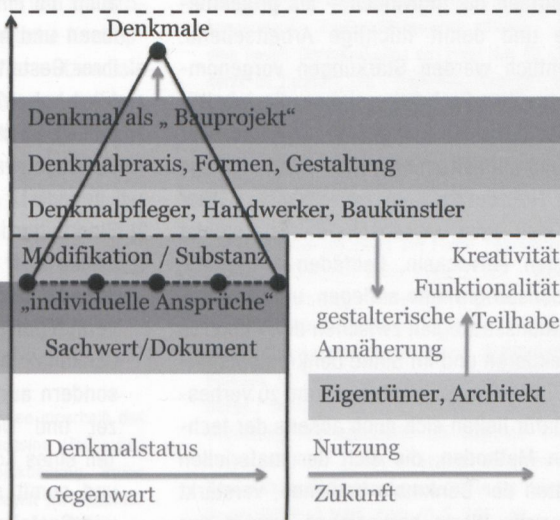 Denkmale
Denkmal als „ Bauprojekt“
Denkmalpraxis, Formen, Gestaltung
Denkmalpfleger, Handwerker, Baukünstler
Modifikation / Substanz
„individuelle Ansprüche“
Sachwert/Dokument
Kreativität
Funktionalität
gestalterische Teilhabe
Annäherung
Eigentümer, Architekt
Denkmalstatus
Gegenwart
Nutzung
Zukunft